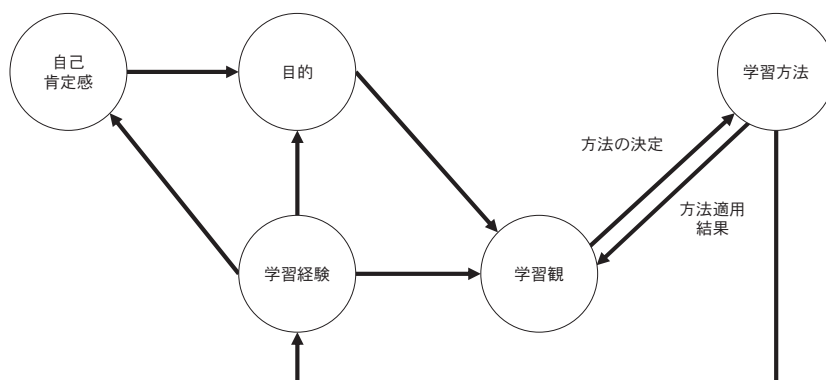 自己
肯定感
目的
学習方法
方法の決定
方法適用
結果
学習経験
学習観